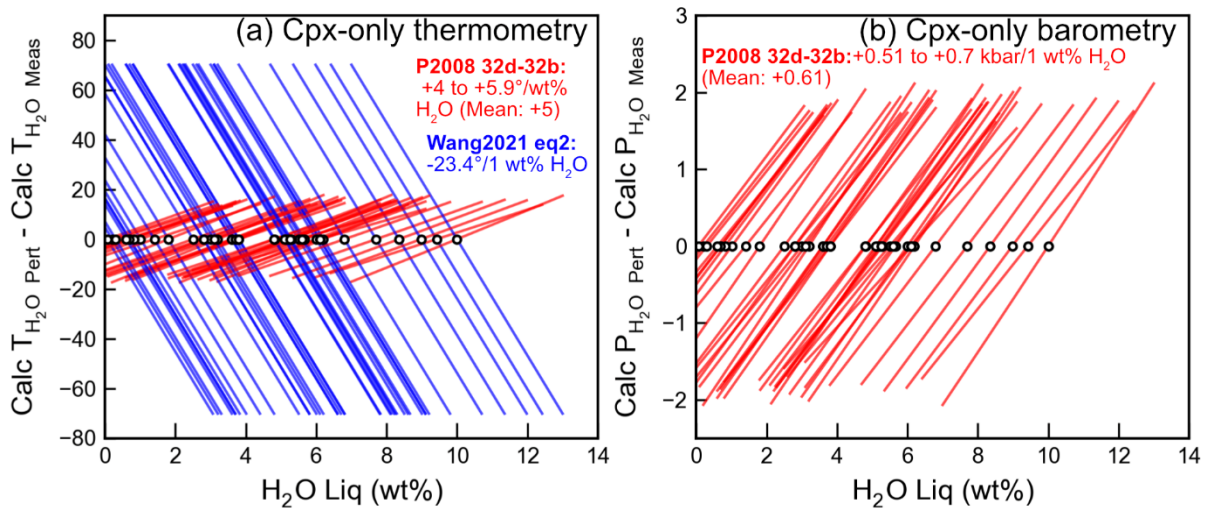 (a) Cpx-only thermometry
P2008 32d-32b:
+4 to +5.9°/wt%
H₂O (Mean: +5)
Wang2021 eq2:
-23.4°/1 wt% H₂O
Calc T_H₂O Pert - Calc T_H₂O Meas
80
60
40
20
0
−20
−40
−60
80
0 2 4 6 8 10 12 14
H₂O Liq (wt%)
(b) Cpx-only barometry
P2008 32d-32b:+0.51 to +0.7 kbar/1 wt% H₂O
(Mean: +0.61)
Calc P_H₂O Pert - Calc P_H₂O Meas
3
2
1
0
−1
−2
0 2 4 6 8 10 12 14
H₂O Liq (wt%)